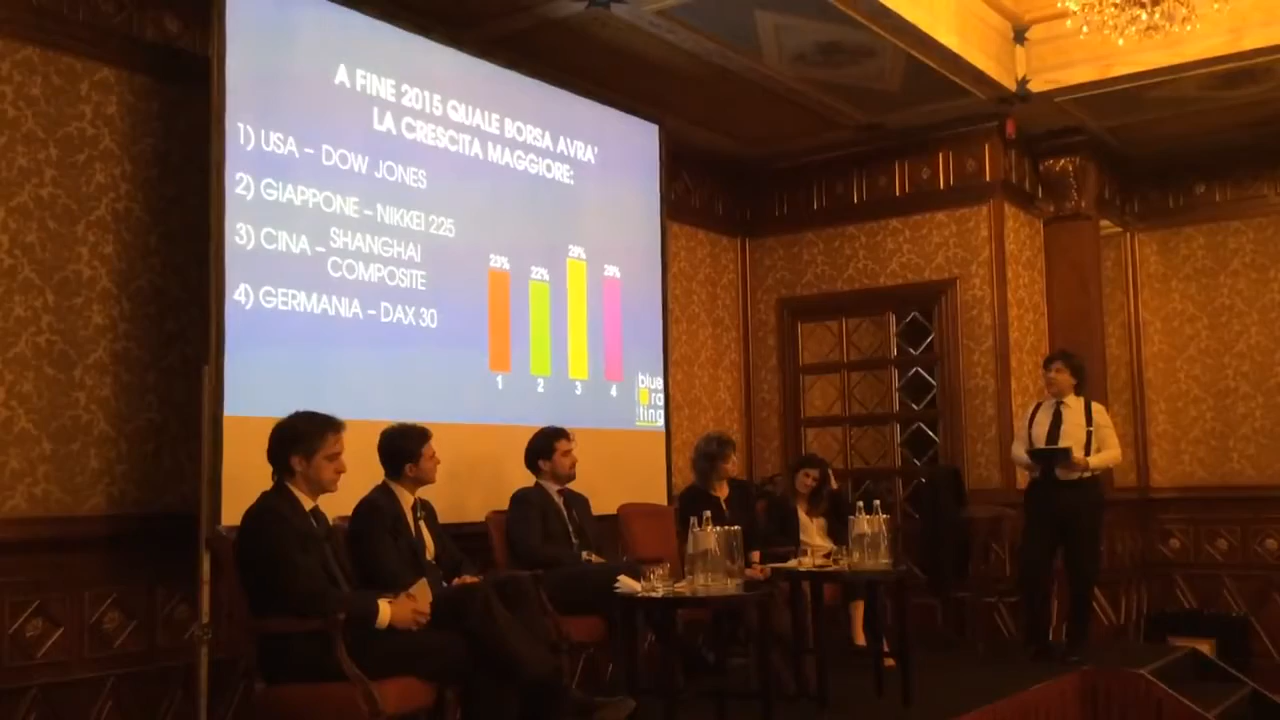 A FINE 2015 QUALE BORSA AVRA'
LA CRESCITA MAGGIORE:
1) USA - DOW JONES
2) GIAPPONE - NIKKEI 225
3) CINA - SHANGHAI
COMPOSITE
4) GERMANIA - DAX 30
23%
22%
1
2
3
4
blue
ra
ting